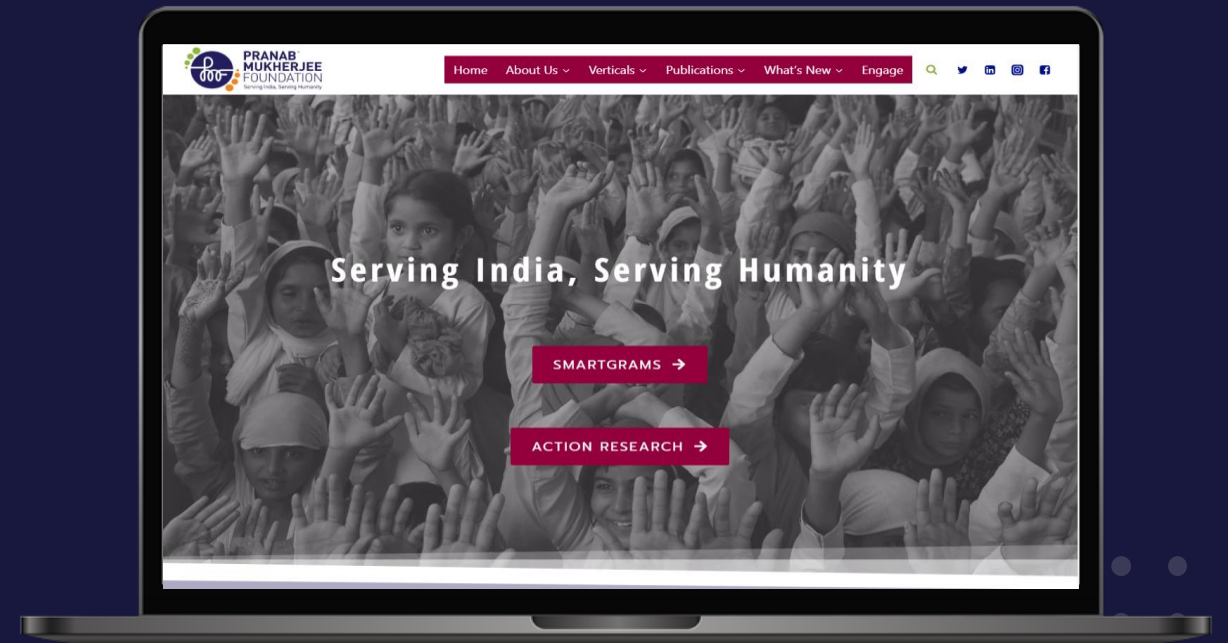 PRANAB
MUKHERJEE
FOUNDATION
Serving India, Serving Humanity
Home About Us Verticals Publications What's New Engage
Serving India, Serving Humanity
SMARTGRAMS
ACTION RESEARCH